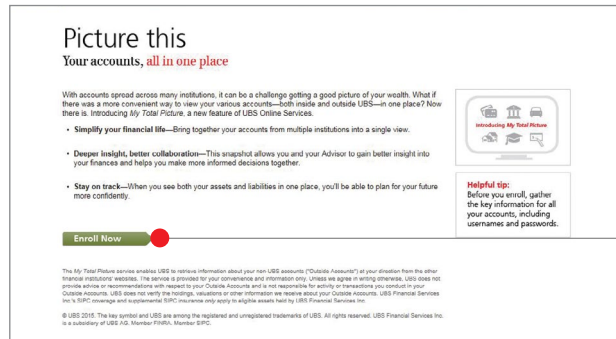 Picture this
Your accounts, all in one place
With accounts spread across many institutions, it can be a challenge getting a good picture of your wealth. What if
there was a more convenient way to view your various accounts—both inside and outside UBS—in one place? Now
there is. Introducing My Total Picture, a new feature of UBS Online Services.
• Simplify your financial life—Bring together your accounts from multiple institutions into a single view.
• Deeper insight, better collaboration—This snapshot allows you and your Advisor to gain better insight into
your finances and helps you make more informed decisions together.
• Stay on track—When you see both your assets and liabilities in one place, you'll be able to plan for your future
more confidently.
Introducing My Total Picture
Helpful tip:
Before you enroll, gather
the key information for all
your accounts, including
usernames and passwords.
Enroll Now
The My Total Picture service enables UBS to retrieve information about your non UBS accounts ("Outside Accounts") at your direction from the other
financial institutions' websites. The service is provided for your convenience and information only. Unless we agree in writing otherwise, UBS does not
provide advice or recommendations with respect to your Outside Accounts and is not responsible for activity or transactions you conduct in your
Outside Accounts. UBS does not verify the holdings, valuations or other information we receive about your Outside Accounts. UBS Financial Services
Inc.'s SIPC coverage and supplemental SIPC insurance only apply to eligible assets held by UBS Financial Services Inc.
© UBS 2015. The key symbol and UBS are among the registered and unregistered trademarks of UBS. All rights reserved. UBS Financial Services Inc.
is a subsidiary of UBS AG. Member FINRA. Member SIPC.